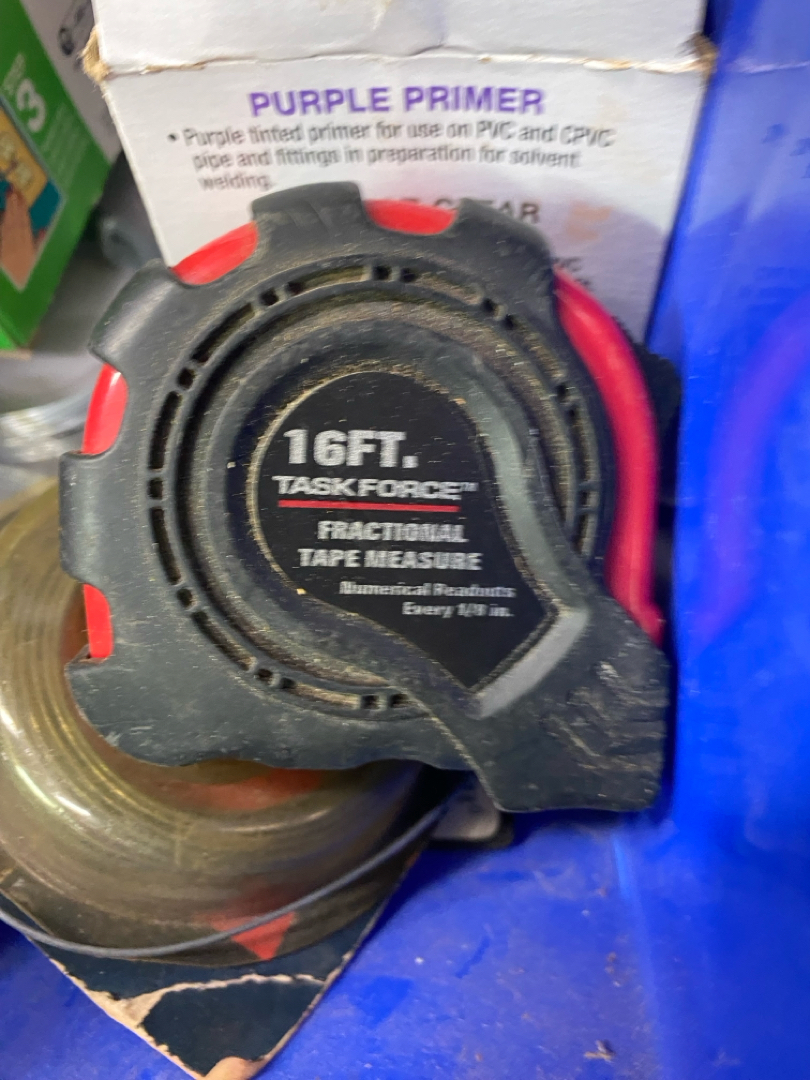 PURPLE PRIMER
• Purple tinted primer for use on PVC and CPVC
pipe and fittings in preparation for solvent
welding.
3
16FT.
TASK FORCE™
FRACTIONAL
TAPE MEASURE
Numerical Readouts
Every 1/8 in.